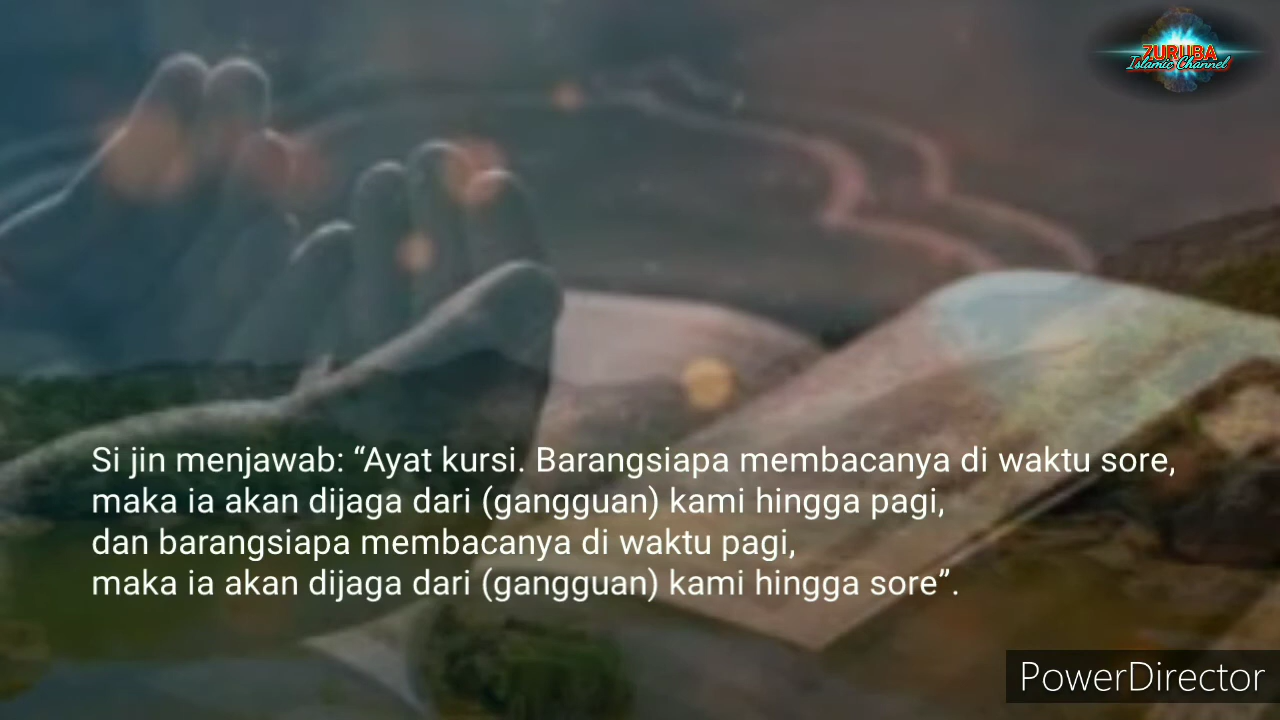 ZURUBA
Islamic Channel
Si jin menjawab: “Ayat kursi. Barangsiapa membacanya di waktu sore,
maka ia akan dijaga dari (gangguan) kami hingga pagi,
dan barangsiapa membacanya di waktu pagi,
maka ia akan dijaga dari (gangguan) kami hingga sore”.
PowerDirector